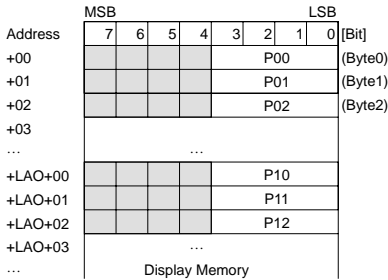 MSB LSB
Address 7 6 5 4 3 2 1 0 [Bit]
+00 P00 (Byte0)
+01 P01 (Byte1)
+02 P02 (Byte2)
+03
... ...
+LAO+00 P10
+LAO+01 P11
+LAO+02 P12
+LAO+03 ...
... Display Memory